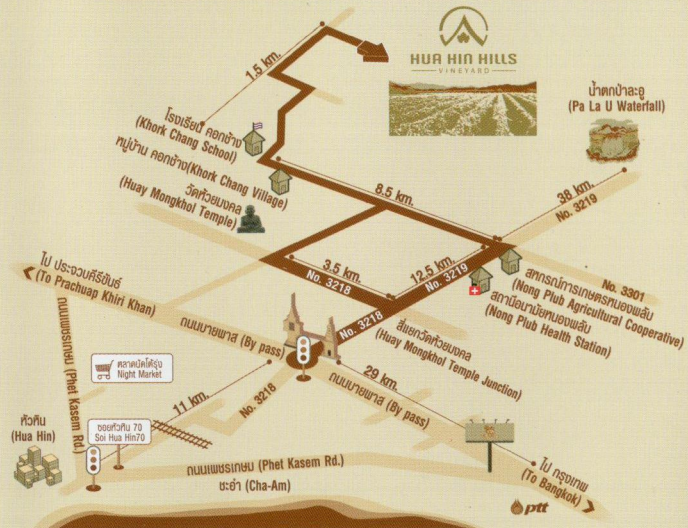 HUA HIN HILLS
VINEYARD
1.5 km.
น้ำตกป่าละอู
(Pa La U Waterfall)
โรงเรียน คอกช้าง
(Khork Chang School)
หมู่บ้าน คอกช้าง(Khork Chang Village)
วัดห้วยมงคล
(Huay Mongkhol Temple)
8.5 km.
38 km.
No. 3219
3.5 km.
No. 3218
12.5 km.
No. 3219
No. 3301
สหกรณ์การเกษตรหนองพลับ
(Nong Plub Agricultural Cooperative)
สถานีอนามัยหนองพลับ
(Nong Plub Health Station)
ไป ประจวบคีรีขันธ์
(To Prachuap Khiri Khan)
No. 3218
สี่แยกวัดห้วยมงคล
(Huay Mongkhol Temple Junction)
ถนนบายพาส (By pass)
ถนนเพชรเกษม (Phet Kasem Rd.)
ตลาดนัดโต้รุ่ง
Night Market
11 km.
No. 3218
29 km.
ถนนบายพาส (By pass)
หัวหิน
(Hua Hin)
ซอยหัวหิน 70
Soi Hua Hin70
ถนนเพชรเกษม (Phet Kasem Rd.)
ชะอำ (Cha-Am)
ไป กรุงเทพ
(To Bangkok)
ptt